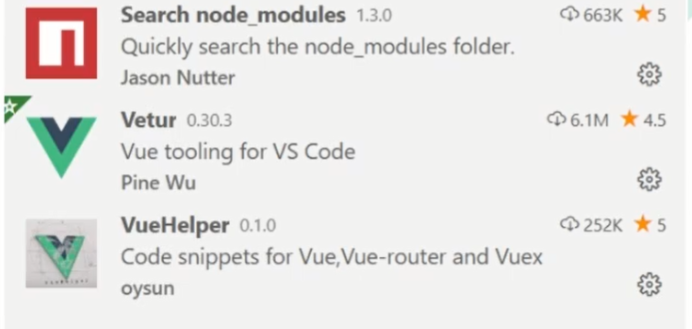 Search node_modules 1.3.0 663K 5
Quickly search the node_modules folder.
Jason Nutter
Vetur 0.30.3 6.1M 4.5
Vue tooling for VS Code
Pine Wu
VueHelper 0.1.0 252K 5
Code snippets for Vue,Vue-router and Vuex
oysun